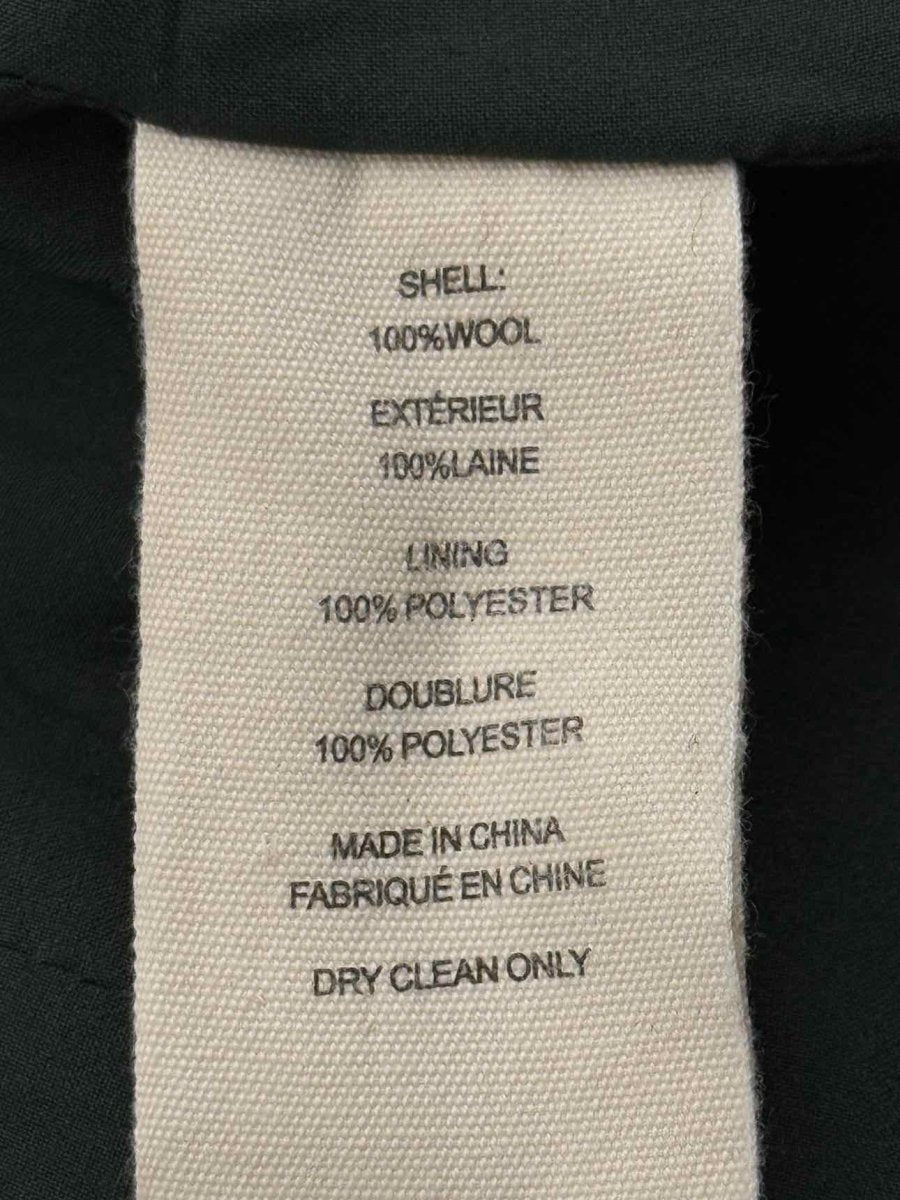 SHELL:
100%WOOL
EXTÉRIEUR
100%LAINE
LINING
100% POLYESTER
DOUBLURE
100% POLYESTER
MADE IN CHINA
FABRIQUÉ EN CHINE
DRY CLEAN ONLY